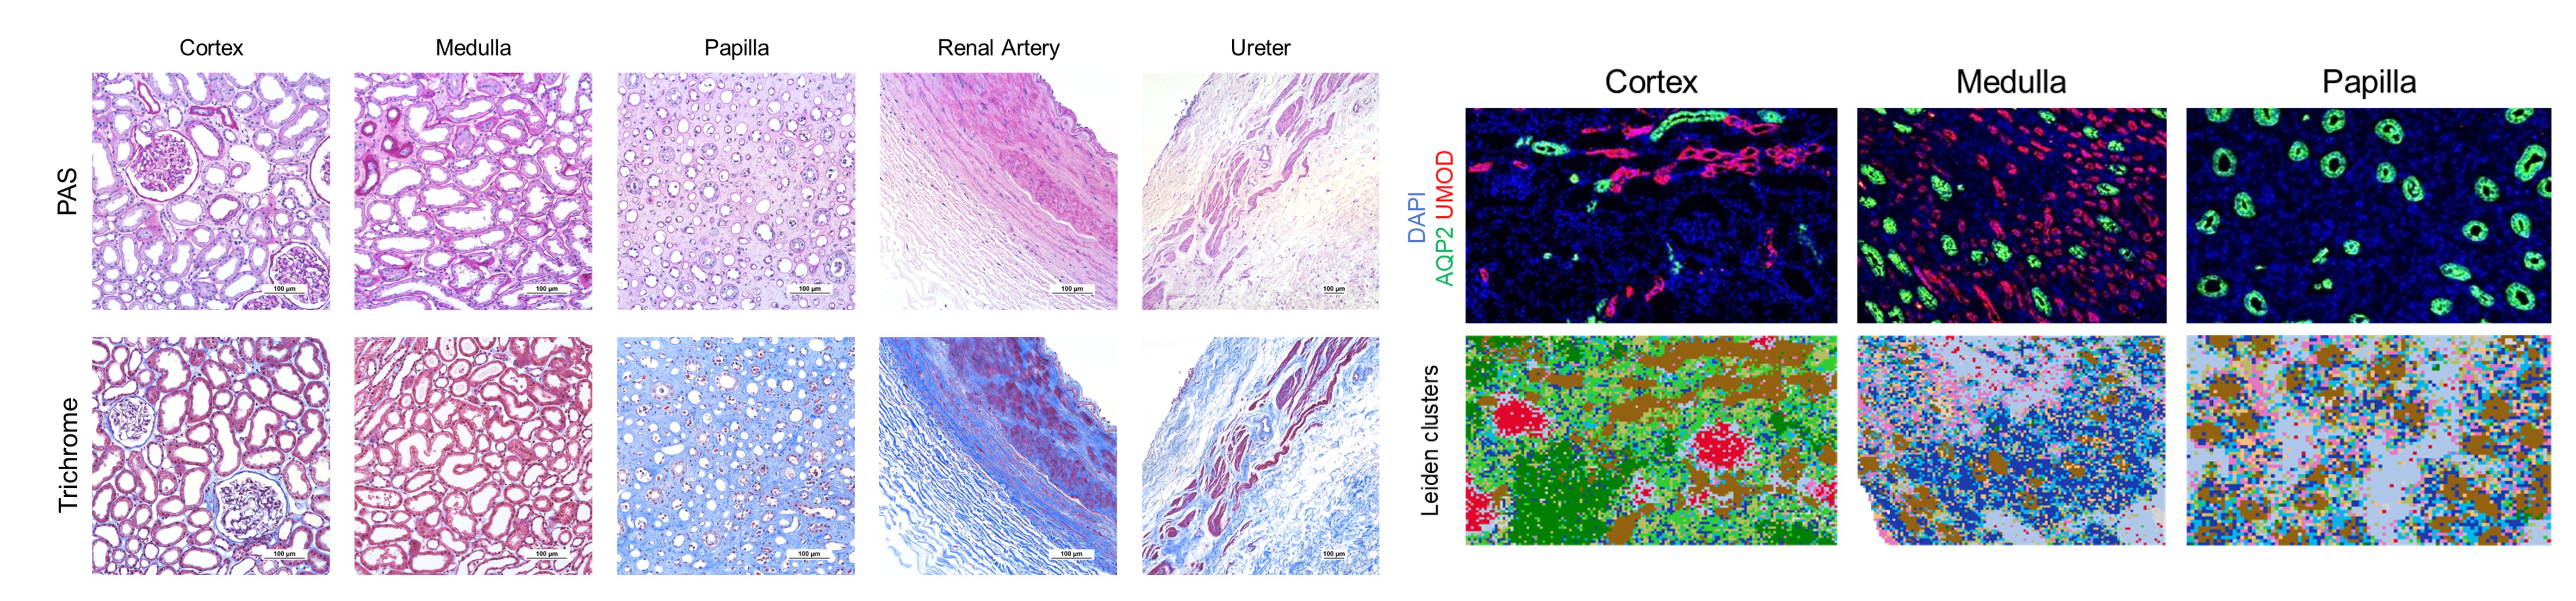 Cortex
Medulla
Papilla
Renal Artery
Ureter
PAS
100 µm
100 µm
100 µm
100 µm
100 µm
Trichrome
100 µm
100 µm
100 µm
100 µm
100 µm
Cortex
Medulla
Papilla
DAPI
AQP2 UMOD
Leiden clusters